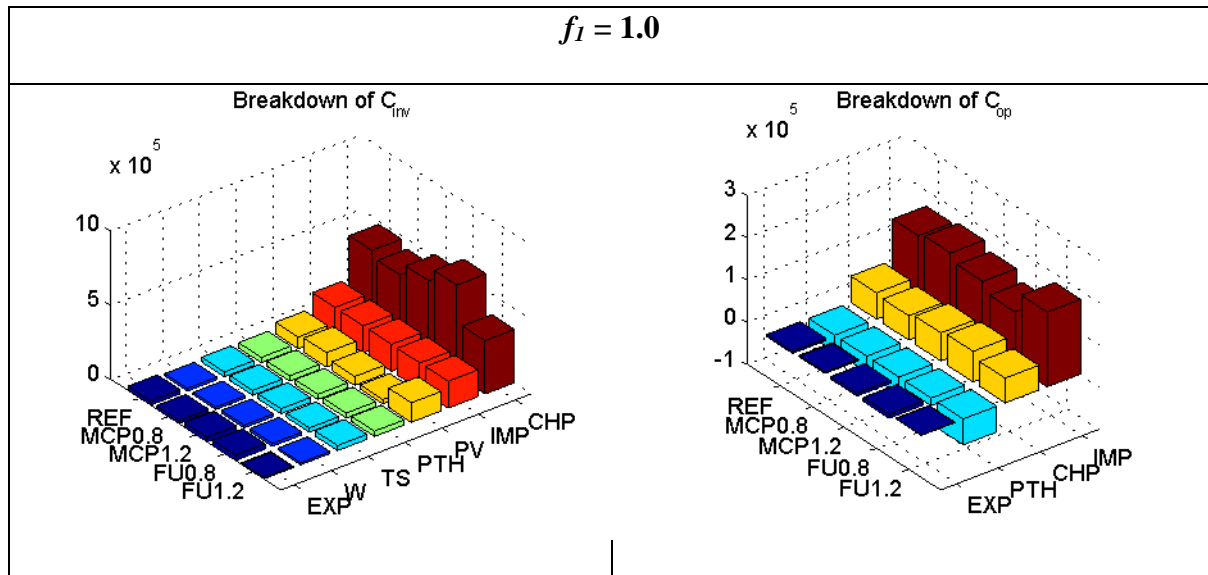 f1 = 1.0
Breakdown of Cinv
x 10 5
10
5
0
REF
MCP0.8
MCP1.2
FU0.8
FU1.2
EXP
W
TS
PTH
PV
IMP
CHP
Breakdown of Cop
x 10 5
3
2
1
0
-1
REF
MCP0.8
MCP1.2
FU0.8
FU1.2
EXP
PTH
CHP
IMP